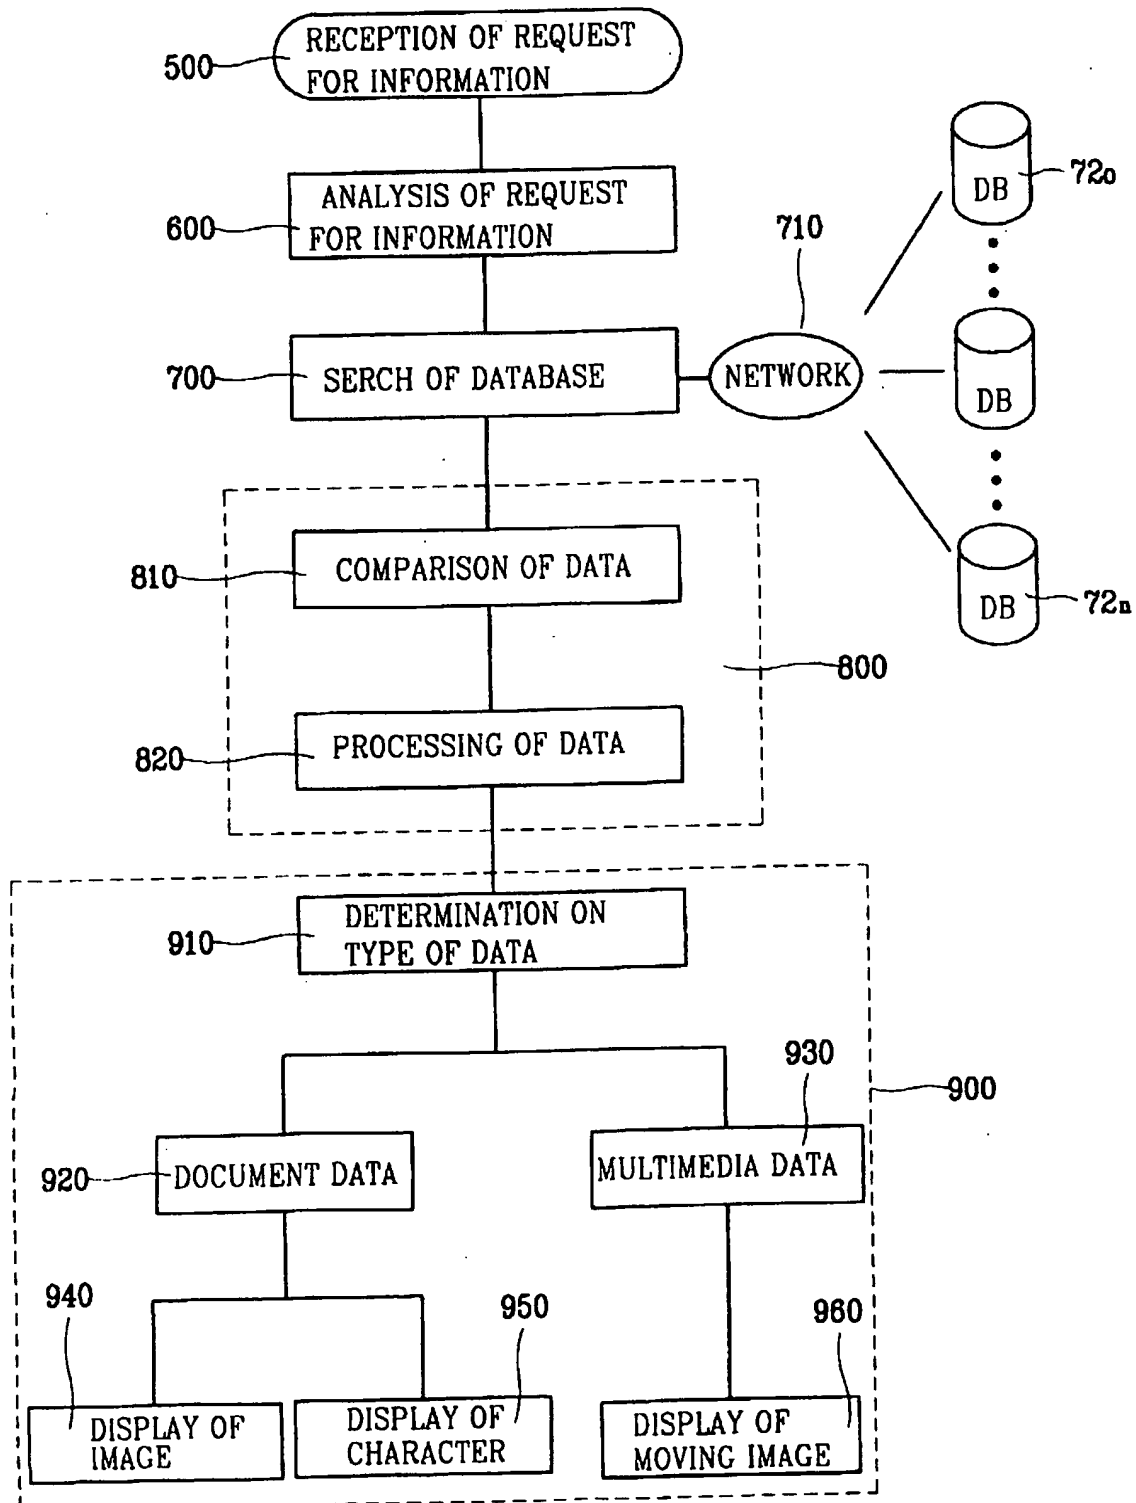 RECEPTION OF REQUEST
FOR INFORMATION
500
ANALYSIS OF REQUEST
FOR INFORMATION
600
SERCH OF DATABASE
700
NETWORK
710
DB
720
DB
DB
72n
COMPARISON OF DATA
810
800
PROCESSING OF DATA
820
DETERMINATION ON
TYPE OF DATA
910
900
DOCUMENT DATA
920
MULTIMEDIA DATA
930
940
DISPLAY OF
IMAGE
950
DISPLAY OF
CHARACTER
960
DISPLAY OF
MOVING IMAGE